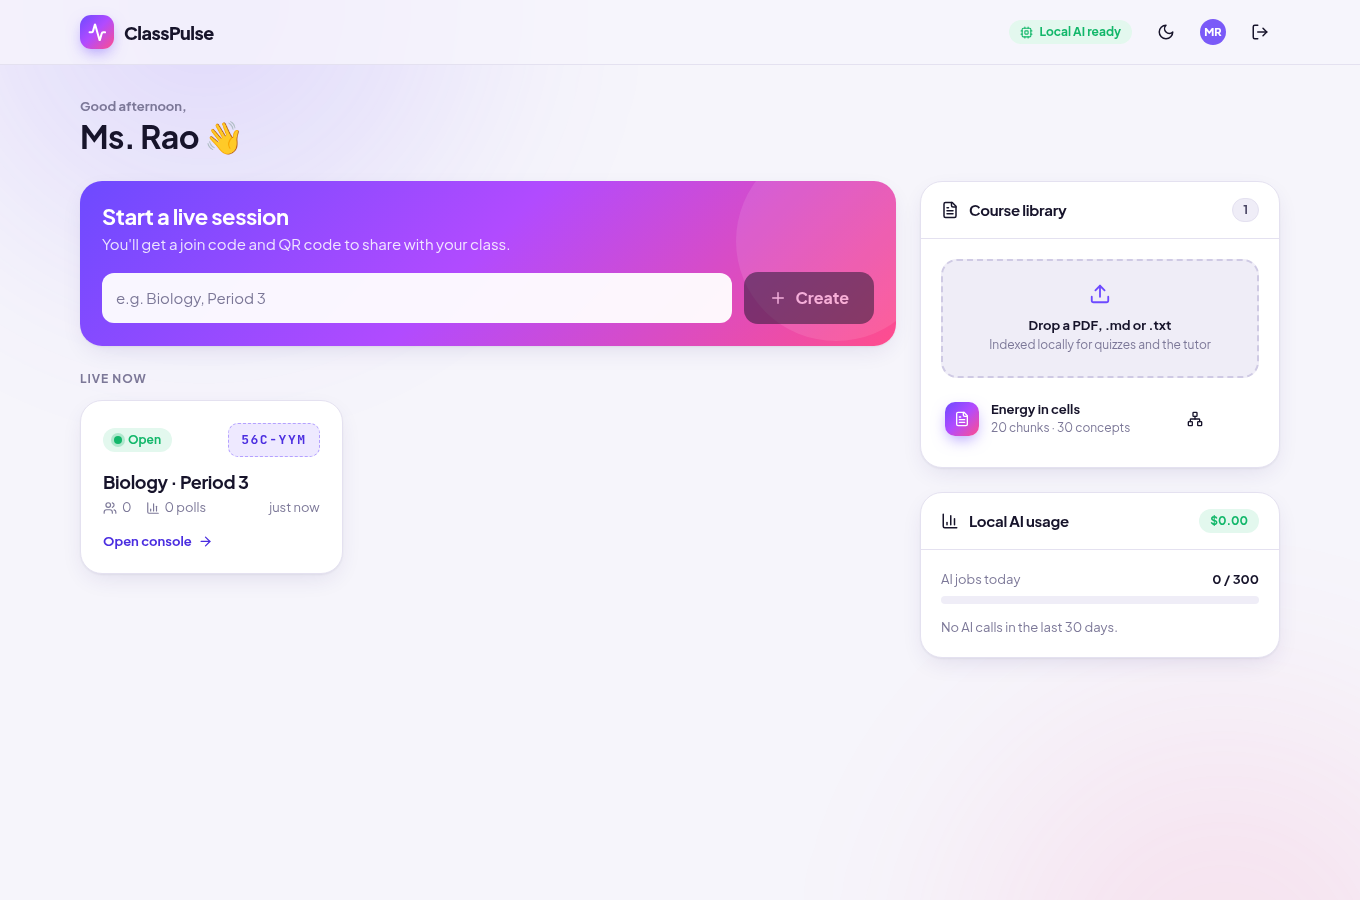 ClassPulse
Local AI ready
MR
Good afternoon,
Ms. Rao 👋
Start a live session
You'll get a join code and QR code to share with your class.
e.g. Biology, Period 3
Create
LIVE NOW
Open
56C-YYM
Biology · Period 3
0
0 polls
just now
Open console
Course library
1
Drop a PDF, .md or .txt
Indexed locally for quizzes and the tutor
Energy in cells
20 chunks · 30 concepts
Local AI usage
$0.00
AI jobs today
0 / 300
No AI calls in the last 30 days.